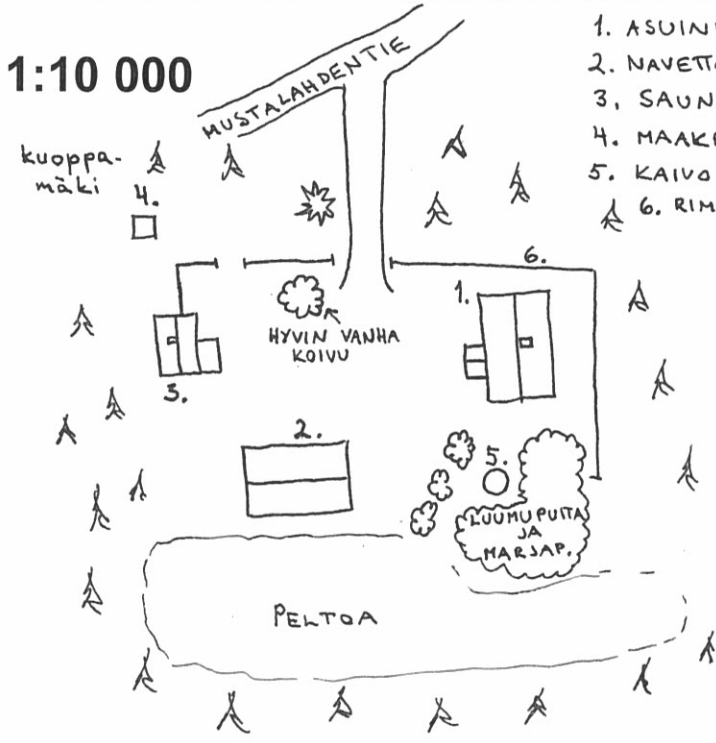 1:10 000
MUSTALAHDENTIE
1. ASUIN
2. NAVETT
3. SAUN
4. MAAK
5. KAIVO
6. RIM
kuoppa-
mäki
4.
6.
1.
HYVIN VANHA
KOIVU
3.
2.
5.
LUUMUPUITA
JA
MARJAP.
PELTOA